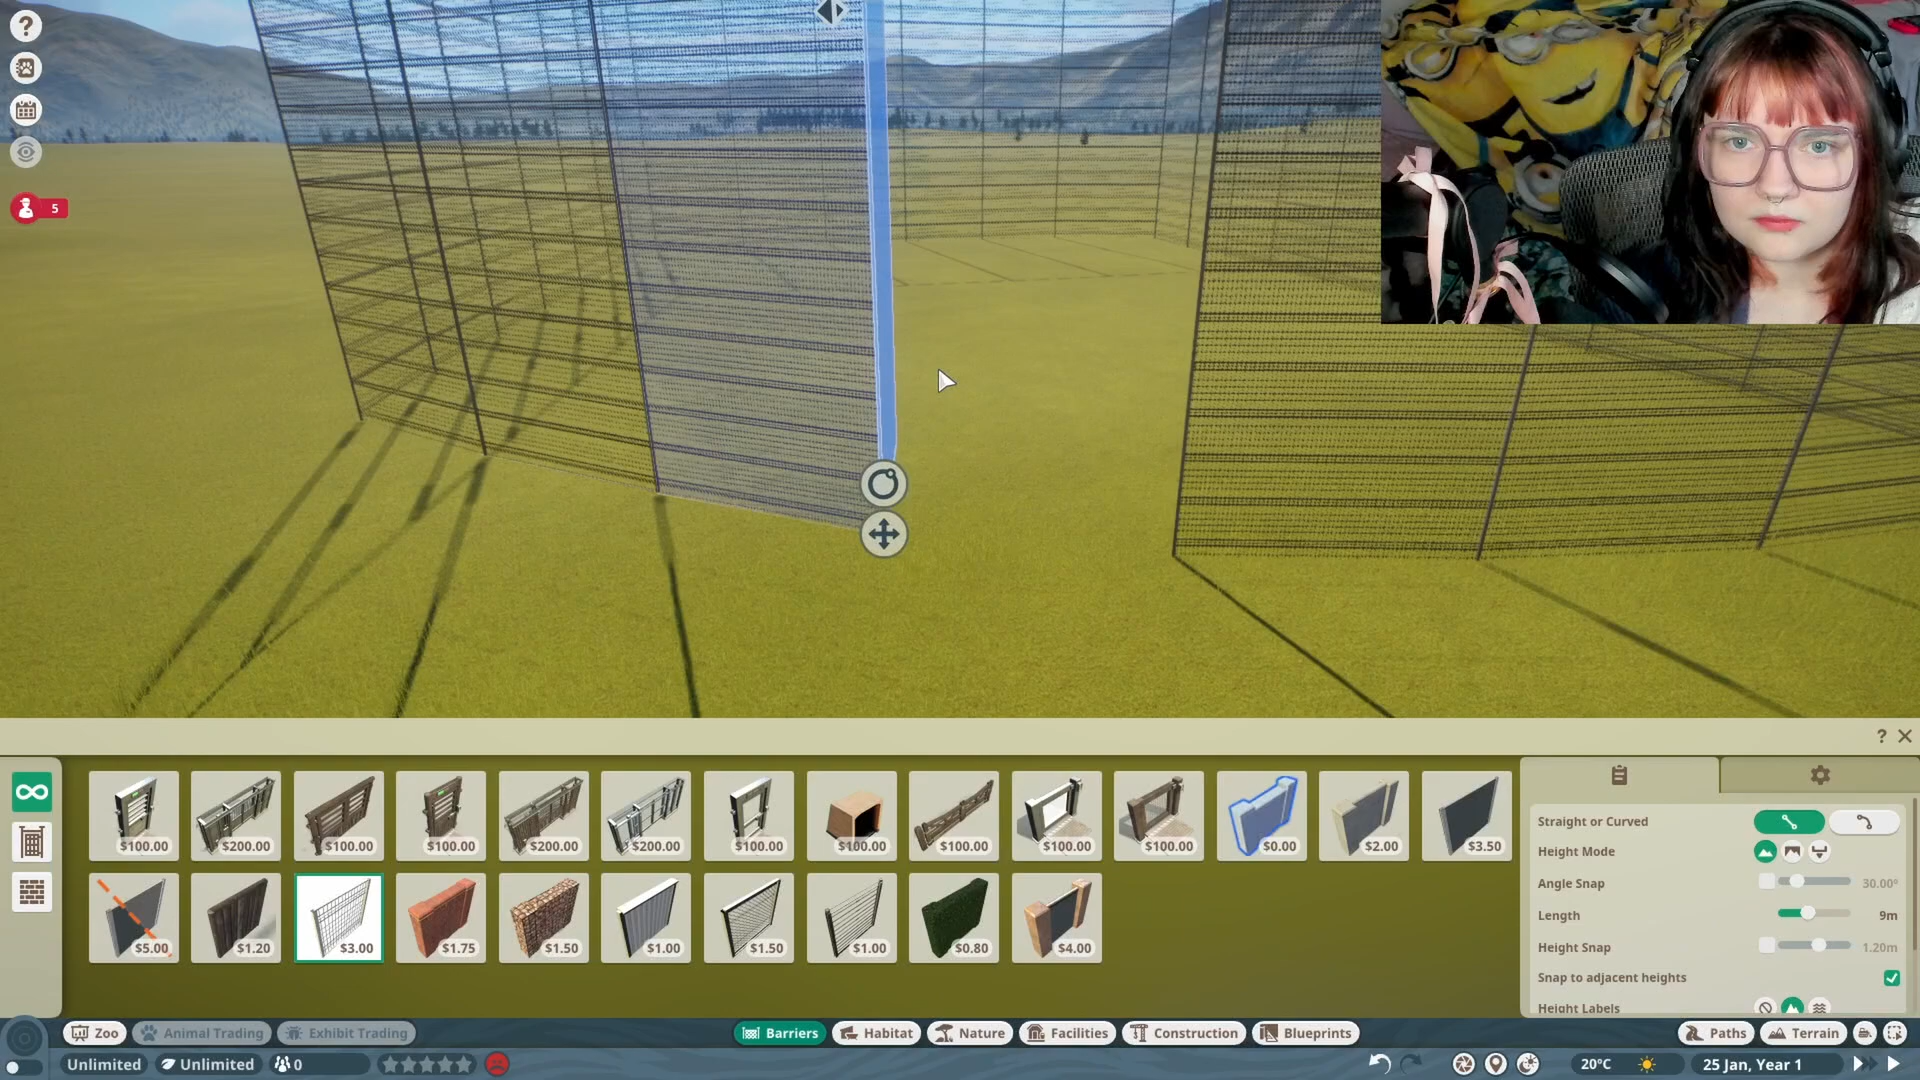 5
$100.00 $200.00 $100.00 $100.00 $200.00 $200.00 $100.00 $100.00 $100.00 $100.00 $100.00 $0.00 $2.00 $3.50
$5.00 $1.20 $3.00 $1.75 $1.50 $1.00 $1.50 $1.00 $0.80 $4.00
?
Straight or Curved
Height Mode
Angle Snap 30.00°
Length 9m
Height Snap 1.20m
Snap to adjacent heights
Height Labels
Zoo Animal Trading Exhibit Trading Barriers Habitat Nature Facilities Construction Blueprints Paths Terrain
Unlimited Unlimited 0 20°C 25 Jan, Year 1